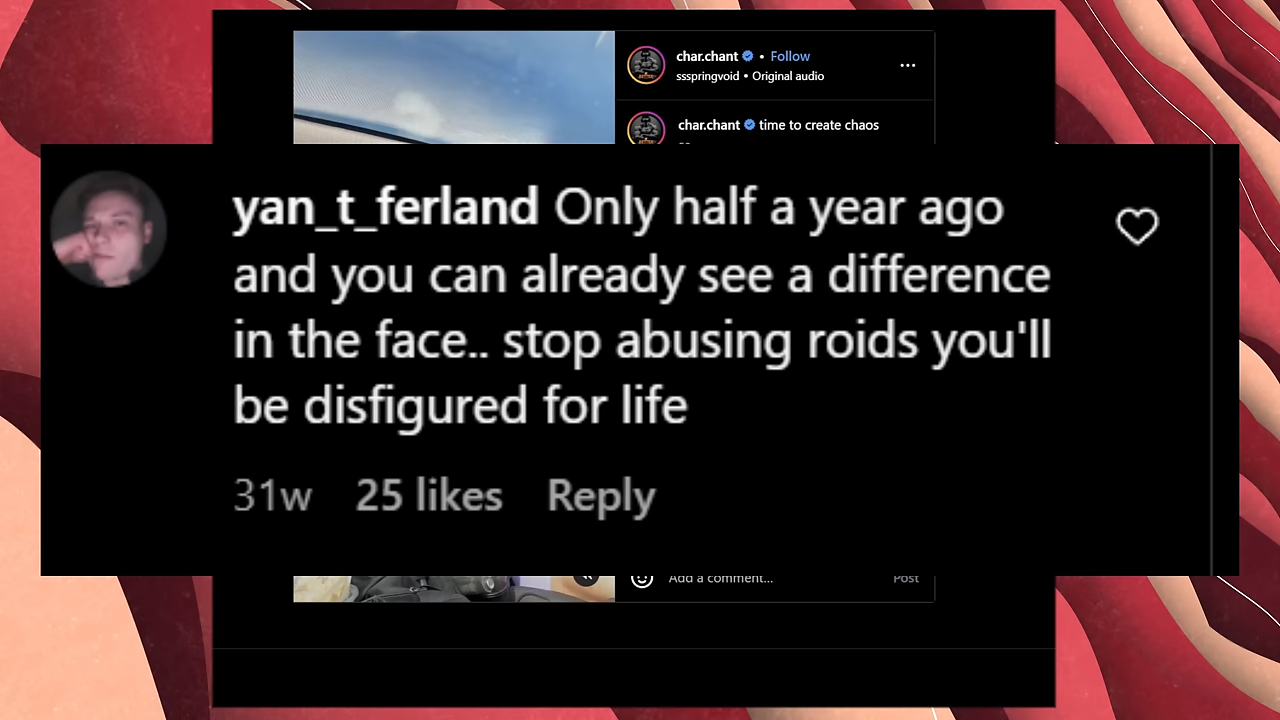 char.chant • Follow
ssspringvoid • Original audio
char.chant time to create chaos
yan_t_ferland Only half a year ago
and you can already see a difference
in the face.. stop abusing roids you'll
be disfigured for life
31w 25 likes Reply
Add a comment... Post